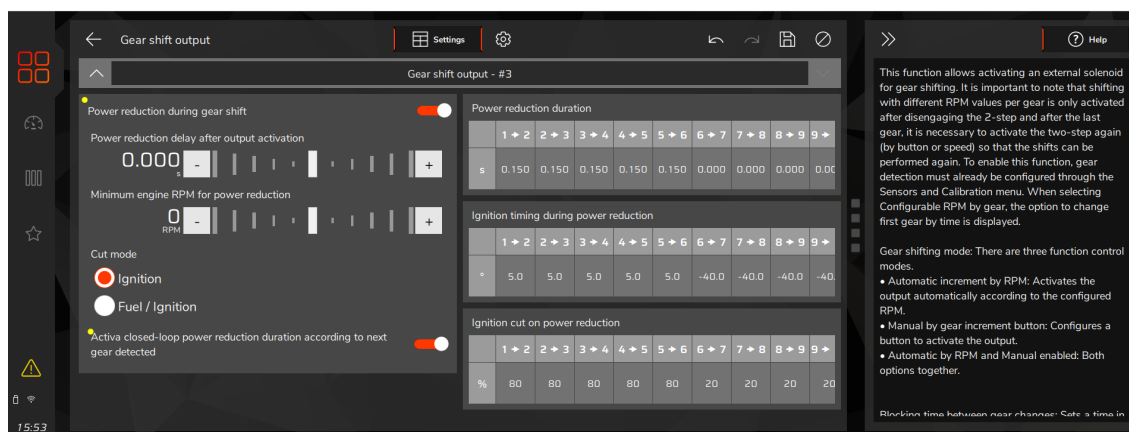 Gear shift output
Settings
Help
Gear shift output - #3
Power reduction during gear shift
Power reduction delay after output activation
0.000
s
-
+
Minimum engine RPM for power reduction
0
RPM
-
+
Cut mode
Ignition
Fuel / Ignition
Activa closed-loop power reduction duration according to next
gear detected
Power reduction duration
1 → 2 2 → 3 3 → 4 4 → 5 5 → 6 6 → 7 7 → 8 8 → 9 9 →
s 0.150 0.150 0.150 0.150 0.150 0.000 0.000 0.000 0.00
Ignition timing during power reduction
1 → 2 2 → 3 3 → 4 4 → 5 5 → 6 6 → 7 7 → 8 8 → 9 9 →
° 5.0 5.0 5.0 5.0 5.0 -40.0 -40.0 -40.0 -40.
Ignition cut on power reduction
1 → 2 2 → 3 3 → 4 4 → 5 5 → 6 6 → 7 7 → 8 8 → 9 9 →
% 80 80 80 80 80 20 20 20 20
This function allows activating an external solenoid
for gear shifting. It is important to note that shifting
with different RPM values per gear is only activated
after disengaging the 2-step and after the last
gear, it is necessary to activate the two-step again
(by button or speed) so that the shifts can be
performed again. To enable this function, gear
detection must already be configured through the
Sensors and Calibration menu. When selecting
Configurable RPM by gear, the option to change
first gear by time is displayed.
Gear shifting mode: There are three function control
modes.
• Automatic increment by RPM: Activates the
output automatically according to the configured
RPM.
• Manual by gear increment button: Configures a
button to activate the output.
• Automatic by RPM and Manual enabled: Both
options together.
Blocking time between gear changes: Sets a time in
15:53